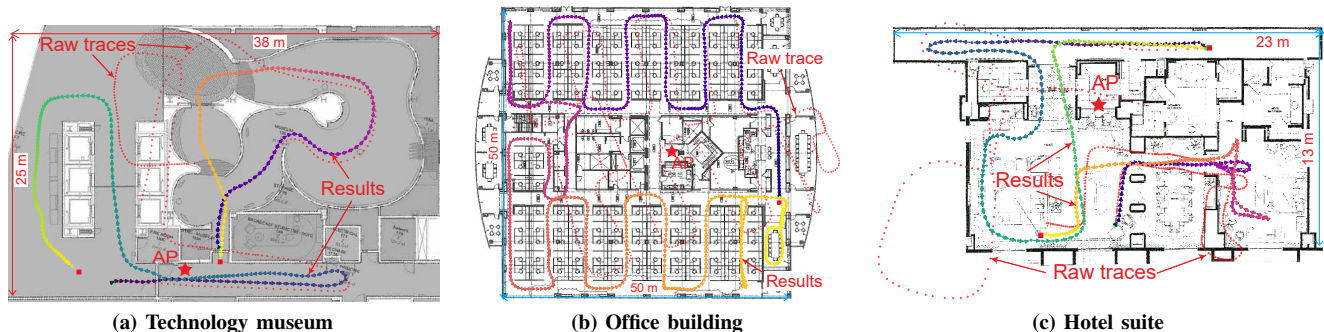 Raw traces
38 m
25 m
Results
AP
(a) Technology museum
50 m
Raw trace
AP
50 m
Results
(b) Office building
23 m
AP
13 m
Results
Raw traces
(c) Hotel suite